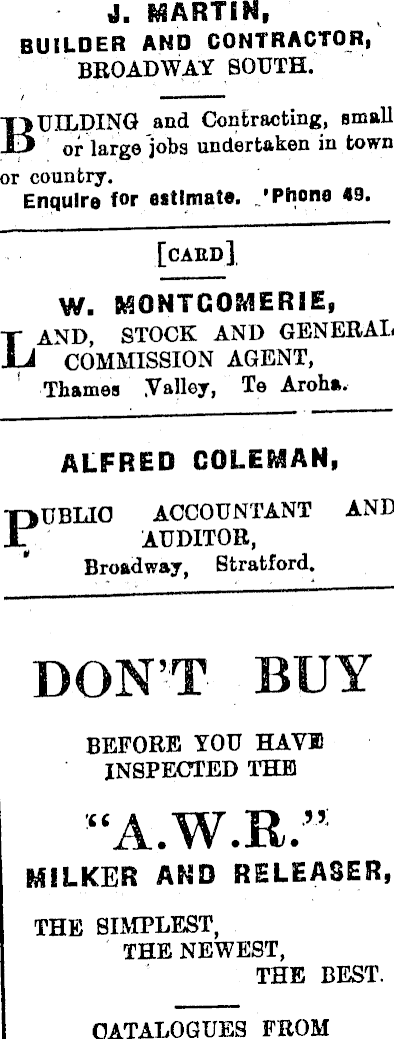 J. MARTIN,
BUILDER AND CONTRACTOR,
BROADWAY SOUTH.
BUILDING and Contracting, small
or large jobs undertaken in town
or country.
Enquire for estimate. 'Phone 49.
[CARD]
W. MONTGOMERIE,
LAND, STOCK AND GENERAL
COMMISSION AGENT,
Thames Valley, Te Aroha.
ALFRED COLEMAN,
PUBLIC ACCOUNTANT AND
AUDITOR,
Broadway, Stratford.
DON'T BUY
BEFORE YOU HAVE
INSPECTED THE
"A.W.R."
MILKER AND RELEASER,
THE SIMPLEST,
THE NEWEST,
THE BEST.
CATALOGUES FROM